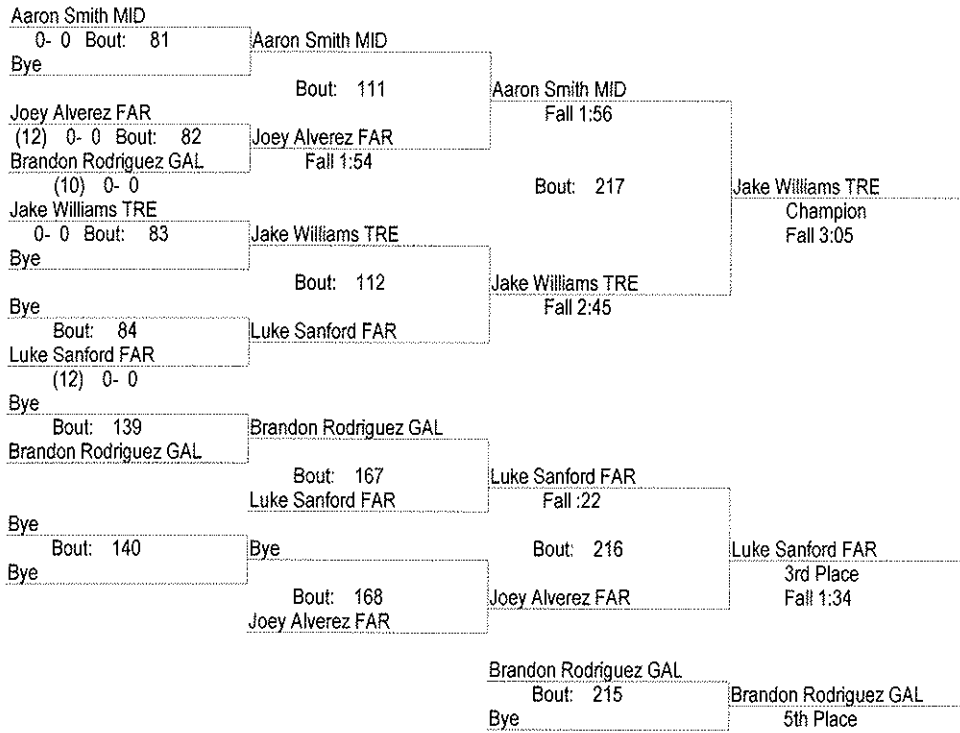 Aaron Smith MID
0- 0 Bout: 81
Aaron Smith MID
Bye
Bout: 111
Aaron Smith MID
Fall 1:56
Joey Alverez FAR
(12) 0- 0 Bout: 82
Joey Alverez FAR
Brandon Rodriguez GAL
Fall 1:54
(10) 0- 0
Bout: 217
Jake Williams TRE
Champion
Fall 3:05
Jake Williams TRE
0- 0 Bout: 83
Jake Williams TRE
Bye
Bout: 112
Jake Williams TRE
Fall 2:45
Bye
Bout: 84
Luke Sanford FAR
Luke Sanford FAR
(12) 0- 0
Bye
Bout: 139
Brandon Rodriguez GAL
Brandon Rodriguez GAL
Bout: 167
Luke Sanford FAR
Luke Sanford FAR
Fall :22
Bye
Bout: 140
Bye
Bout: 216
Luke Sanford FAR
Bye
3rd Place
Bout: 168
Joey Alverez FAR
Fall 1:34
Joey Alverez FAR
Brandon Rodriguez GAL
Bout: 215
Brandon Rodriguez GAL
Bye
5th Place